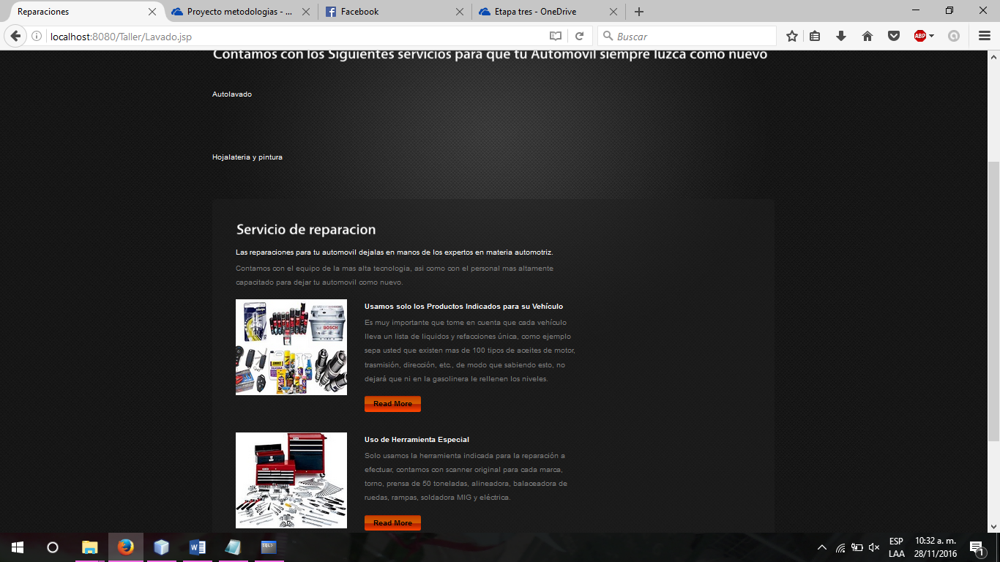 Reparaciones
Proyecto metodologias - ...
Facebook
Etapa tres - OneDrive
localhost:8080/Taller/Lavado.jsp
Buscar
ABP
Contamos con los Siguientes servicios para que tu Automovil siempre luzca como nuevo
Autolavado
Hojalateria y pintura
Servicio de reparacion
Las reparaciones para tu automovil dejalas en manos de los expertos en materia automotriz.
Contamos con el equipo de la mas alta tecnologia, asi como con el personal mas altamente
capacitado para dejar tu automovil como nuevo.
BOSCH
Usamos solo los Productos Indicados para su Vehículo
Es muy importante que tome en cuenta que cada vehículo
lleva un lista de liquidos y refacciones única, como ejemplo
sepa usted que existen mas de 100 tipos de aceites de motor,
trasmisión, dirección, etc., de modo que sabiendo esto, no
dejará que ni en la gasolinera le rellenen los niveles.
Read More
Uso de Herramienta Especial
Solo usamos la herramienta indicada para la reparación a
efectuar, contamos con scanner original para cada marca,
torno, prensa de 50 toneladas, alineadora, balaceadora de
ruedas, rampas, soldadora MIG y eléctrica.
Read More
SQL>
ESP
LAA
10:32 a. m.
28/11/2016
1